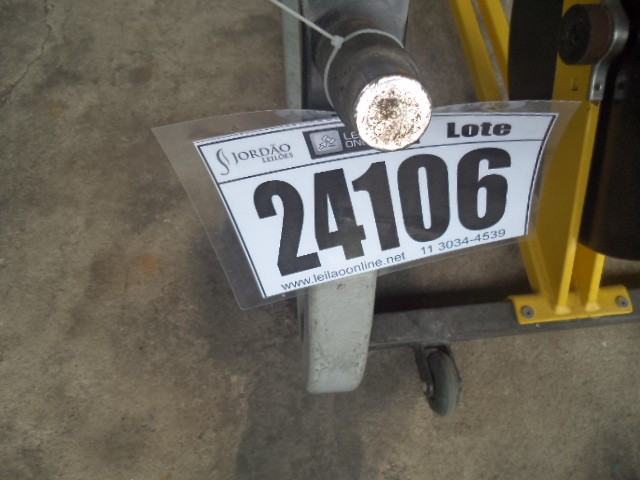 JORDÃO
LEILÕES
Lote
24106
www.leilaoonline.net 11 3034-4539